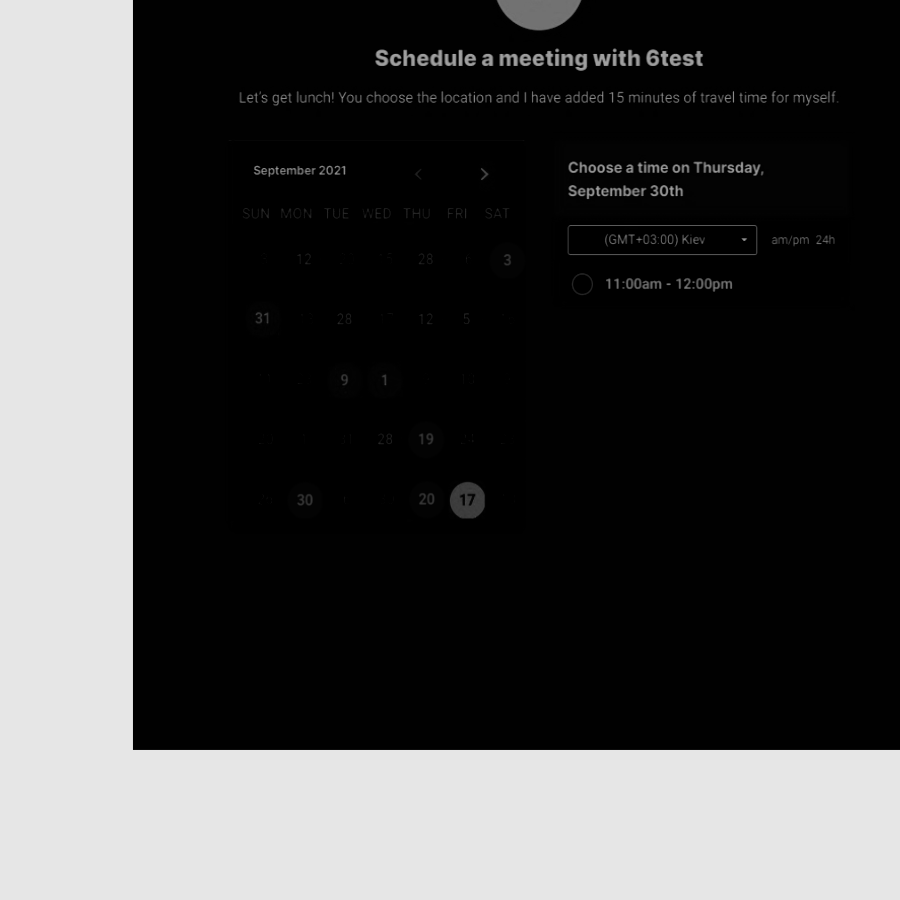 Schedule a meeting with 6test
Let's get lunch! You choose the location and I have added 15 minutes of travel time for myself.
September 2021
SUN MON TUE WED THU FRI SAT
12 28 3
31 28 12 5
9 1
28 19
30 20 17
Choose a time on Thursday,
September 30th
(GMT+03:00) Kiev am/pm 24h
11:00am - 12:00pm